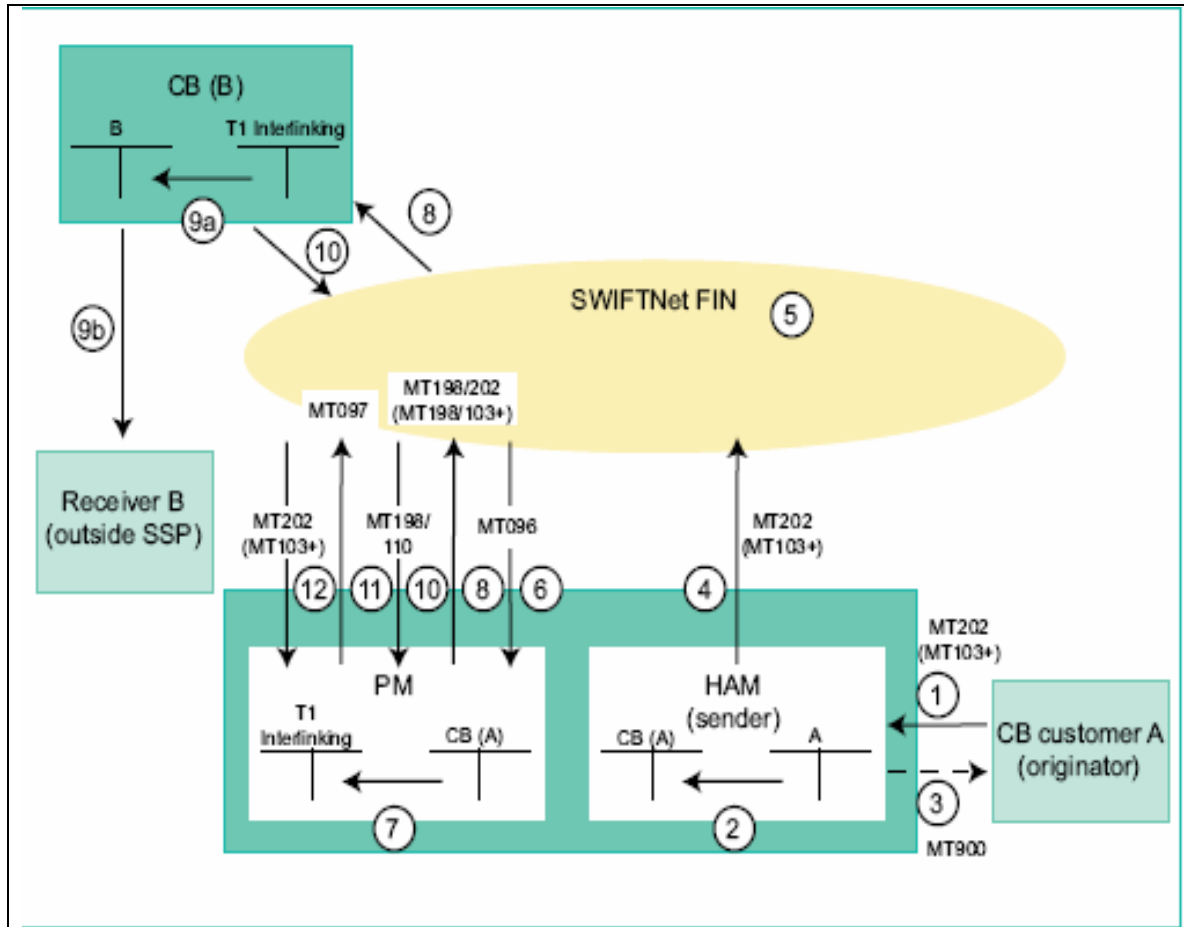 CB (B)
B
T1 Interlinking
9a
8
10
SWIFTNet FIN
5
9b
MT097
MT198/202
(MT198/103+)
Receiver B
(outside SSP)
MT202
(MT103+)
MT198/
110
MT096
MT202
(MT103+)
12
11
10
8
6
4
MT202
(MT103+)
1
PM
HAM
(sender)
T1
Interlinking
CB (A)
CB (A)
A
CB customer A
(originator)
7
2
3
MT900